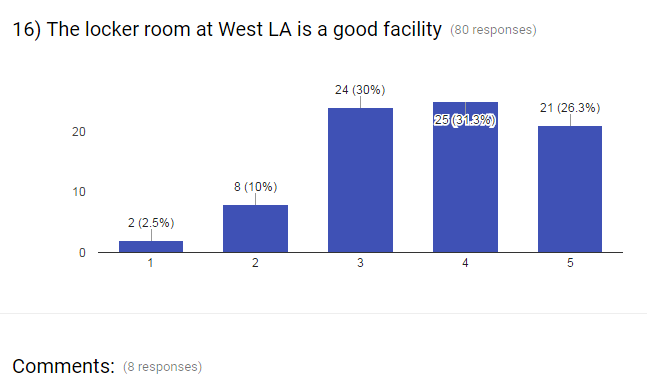 16) The locker room at West LA is a good facility (80 responses)
24 (30%)
25 (31.3%)
21 (26.3%)
20
8 (10%)
10
2 (2.5%)
0
1 2 3 4 5
Comments: (8 responses)